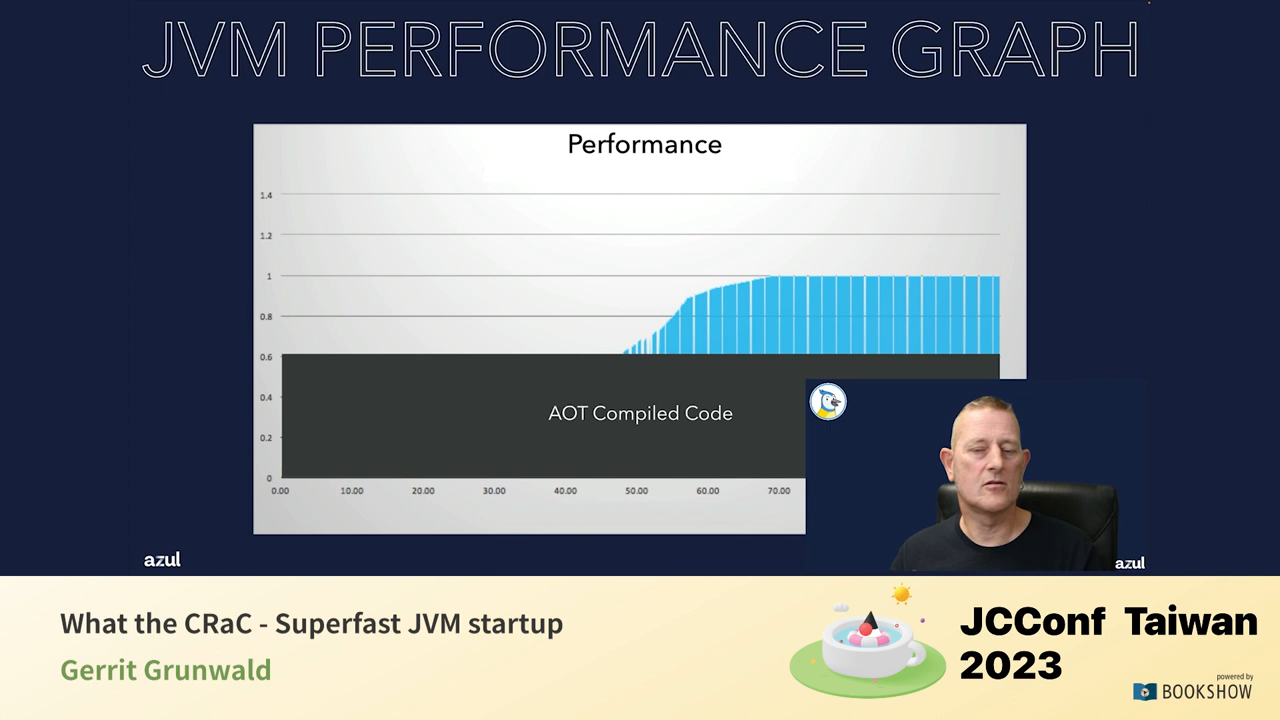 JVM PERFORMANCE GRAPH
Performance
1.4
1.2
1
0.8
0.6
0.4
0.2
0
AOT Compiled Code
0.00 10.00 20.00 30.00 40.00 50.00 60.00 70.00
azul
azul
What the CRaC - Superfast JVM startup
Gerrit Grunwald
JCConf Taiwan
2023
powered by
BOOKSHOW